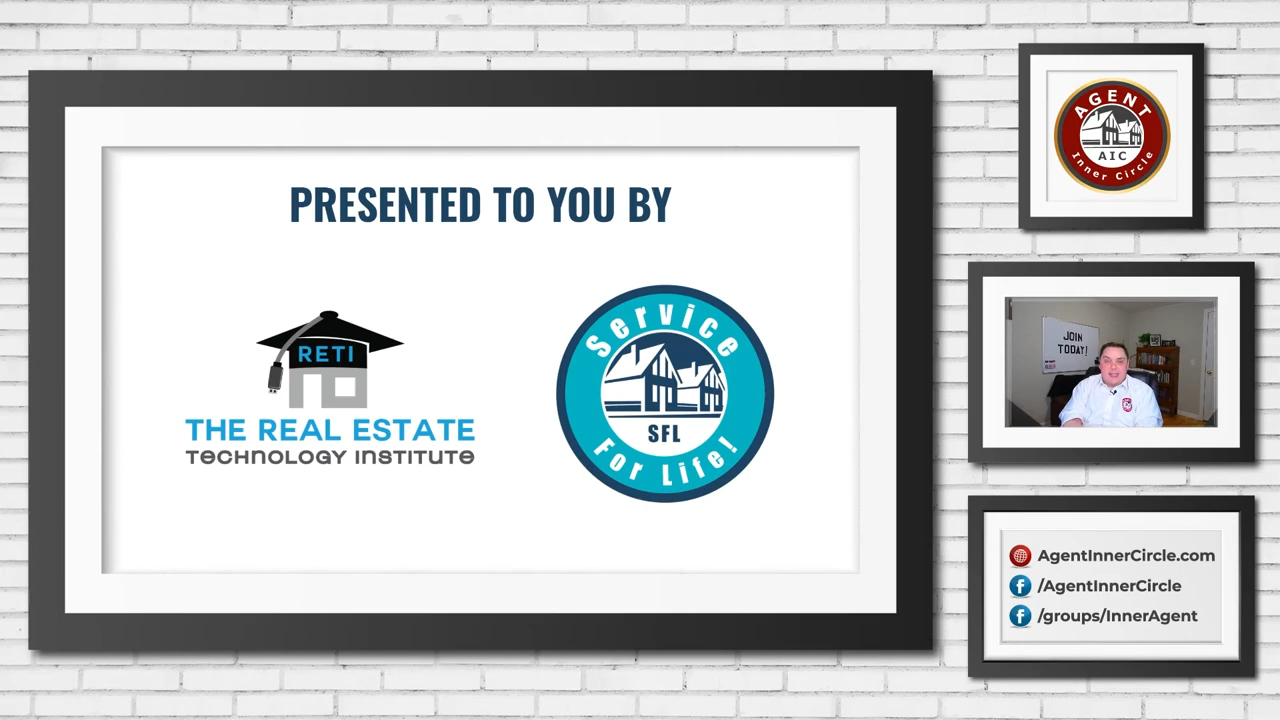 PRESENTED TO YOU BY
RETI
THE REAL ESTATE
TECHNOLOGY INSTITUTE
Service
SFL
For Life!
AGENT
AIC
Inner Circle
JOIN
TODAY!
AgentInnerCircle.com
/AgentInnerCircle
/groups/InnerAgent